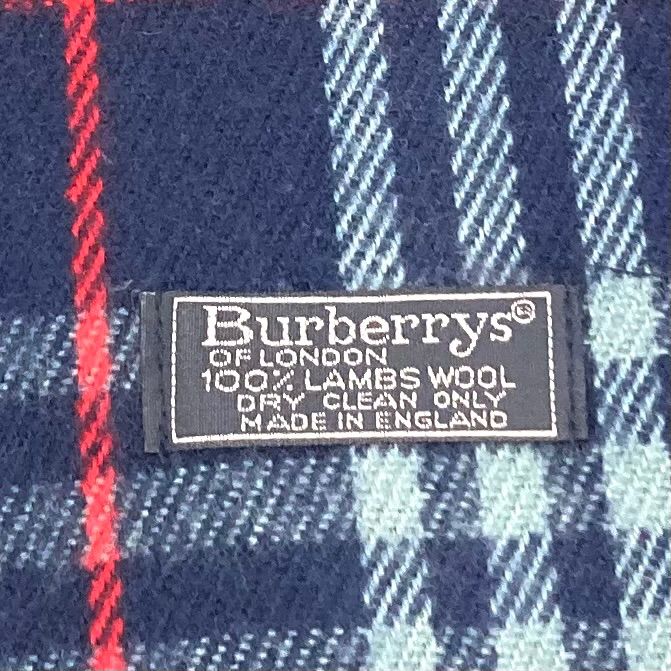 Burberrys®
OF LONDON
100% LAMBS WOOL
DRY CLEAN ONLY
MADE IN ENGLAND